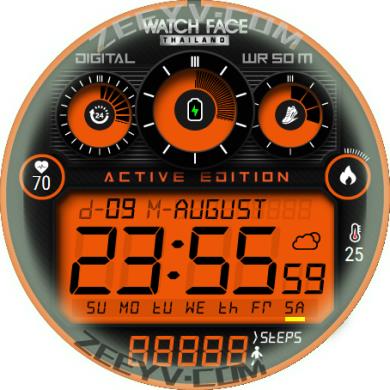 ZEEYV-COM
WATCH FACE
THAILAND
DIGITAL
WR 50 M
24
70
ACTIVE EDITION
d-09 M-AUGUST
23:55 59
25
SU MO tU WE th Fr SA
STEPS
88888
ZEEYV-COM